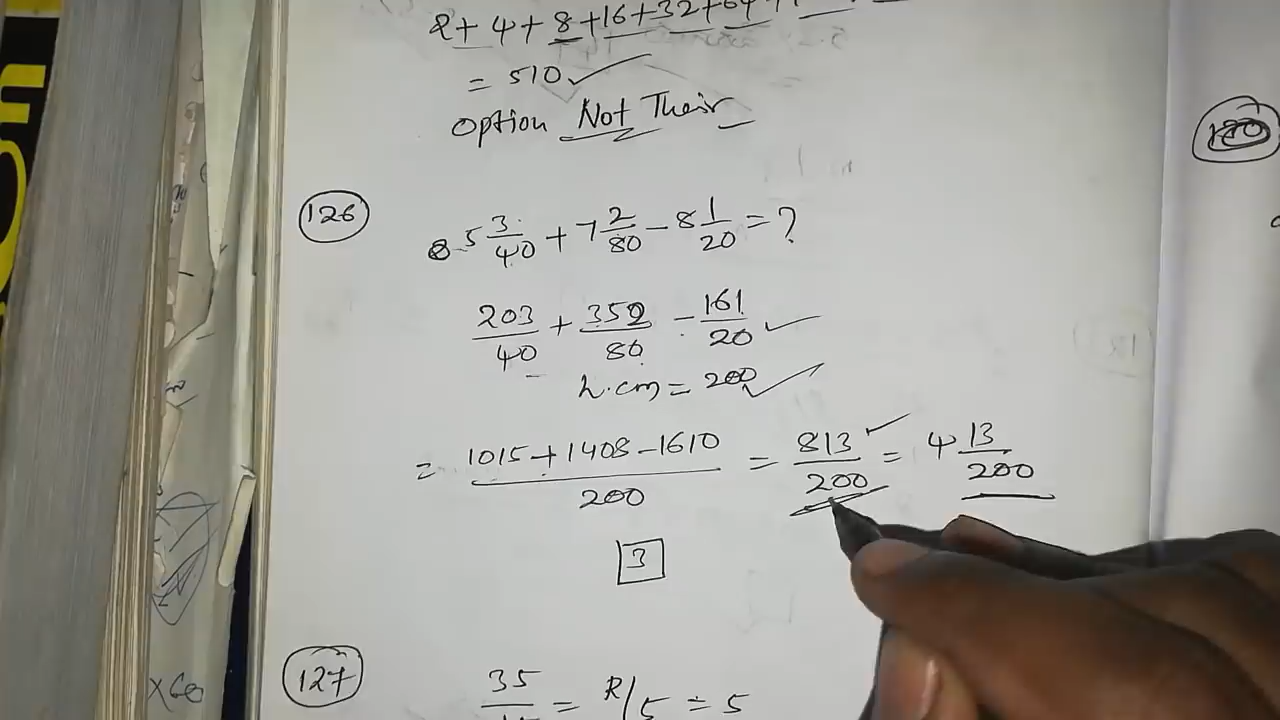 2+ 4+ 8+16+32+64+
= 510✓
Option Not Their
126
5 3/40 + 7 2/80 - 8 1/20 = ?
203/40 + 352/80 - 161/20 ✓
L.cm = 200 ✓
= 1015+1408-1610/200 = 813/200 ✓ = 4 13/200
3
127
35
= R/5 = 5
×60